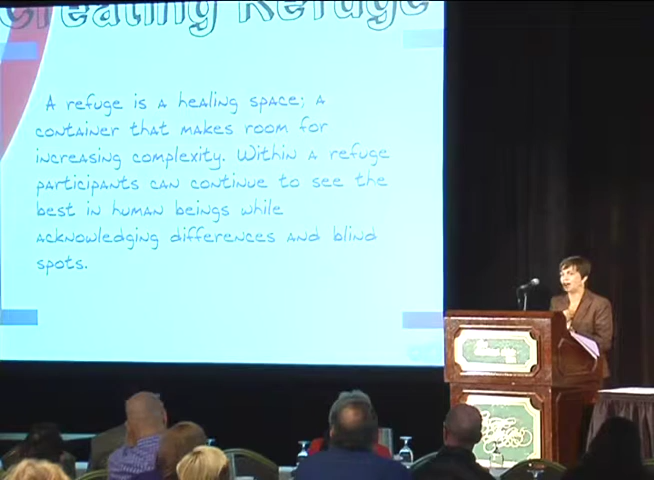 Creating Refuge
A refuge is a healing space; a
container that makes room for
increasing complexity. Within a refuge
participants can continue to see the
best in human beings while
acknowledging differences and blind
spots.